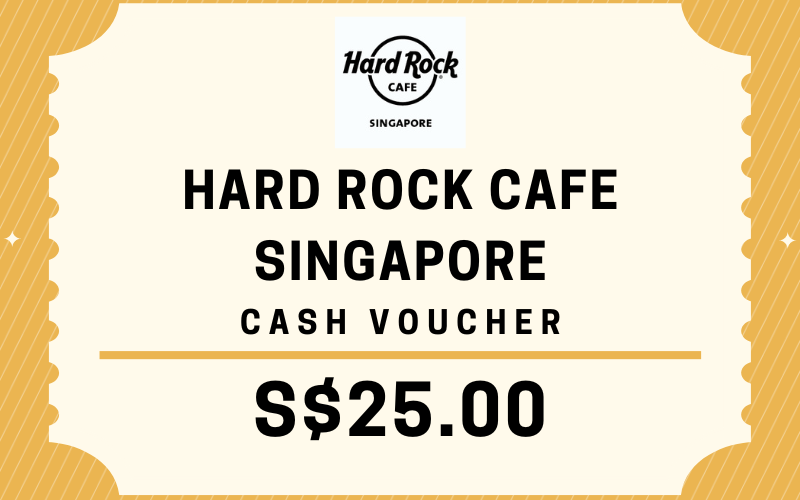 Hard Rock
CAFE
SINGAPORE
HARD ROCK CAFE
SINGAPORE
CASH VOUCHER
S$25.00